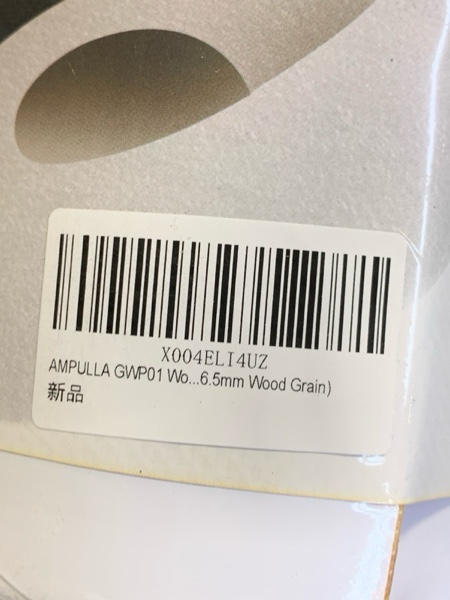 X004ELI4UZ
AMPULLA GWP01 Wo...6.5mm Wood Grain)
新品